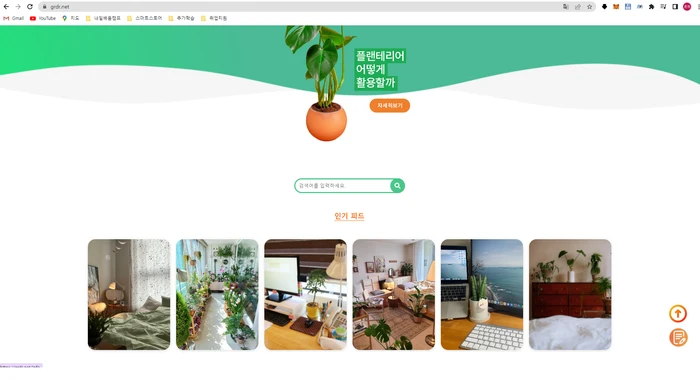 grdii.net
Gmail
YouTube
지도
내일배움캠프
스마트스토어
주가학습
취업지원
플랜테리어
어떻게
활용할까
자세히보기
검색어를 입력하세요
인기 피드